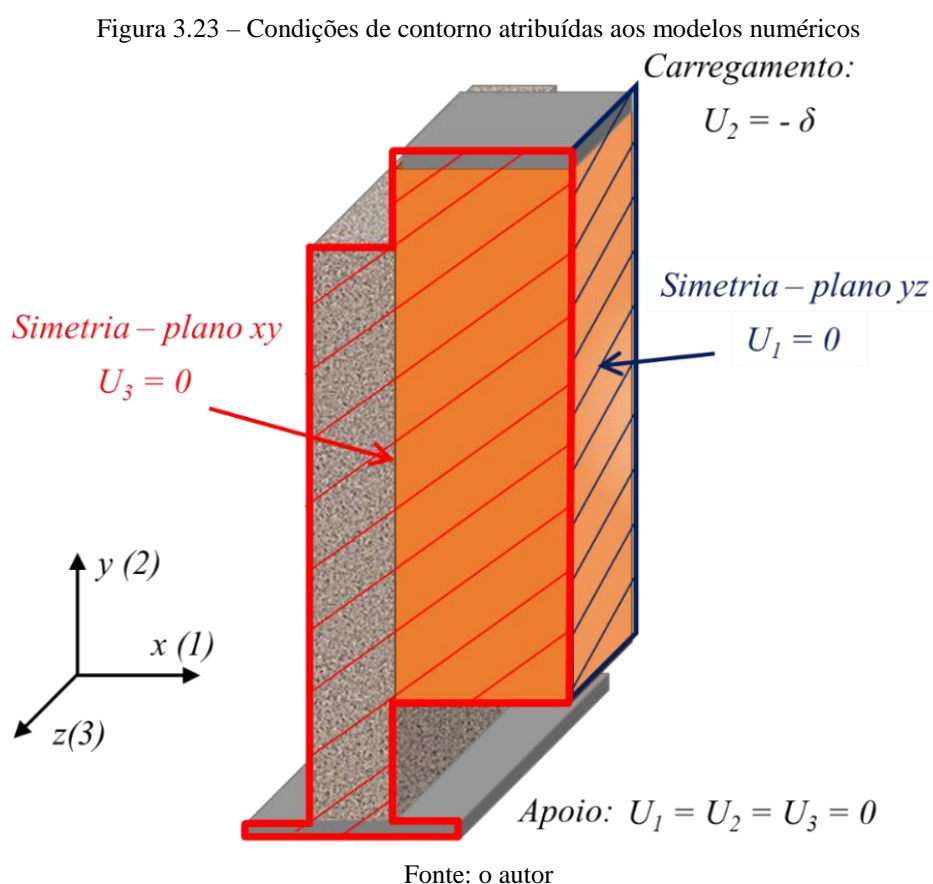 Figura 3.23 – Condições de contorno atribuídas aos modelos numéricos
Carregamento:
U₂ = - δ
Simetria – plano yz
U₁ = 0
Simetria – plano xy
U₃ = 0
y (2)
x (1)
z(3)
Apoio: U₁ = U₂ = U₃ = 0
Fonte: o autor